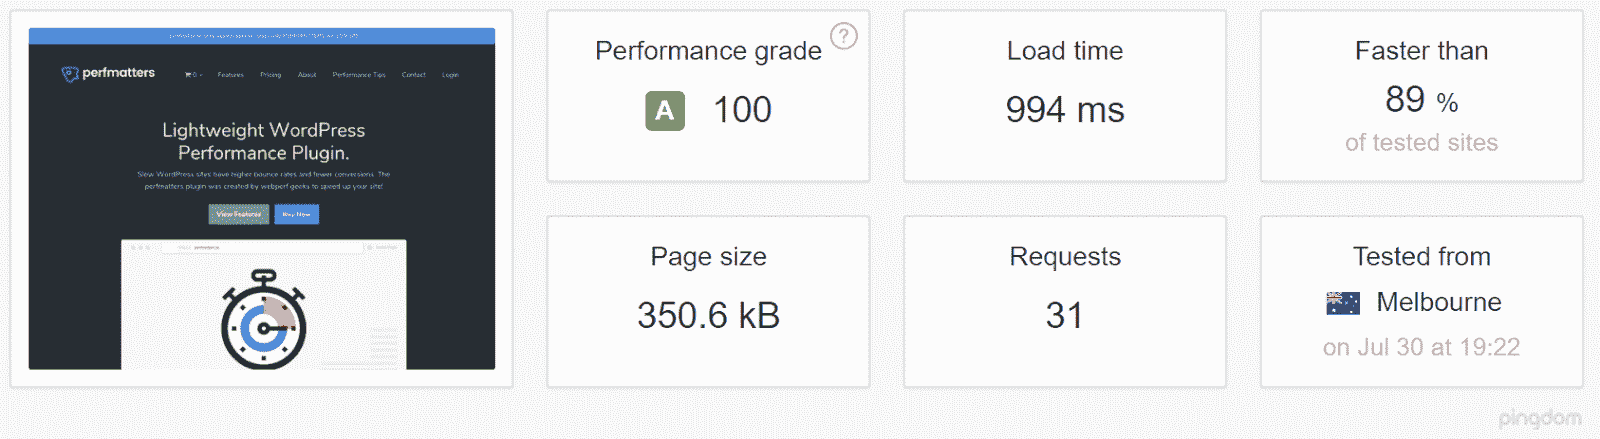 perfmatters
0
Features
Pricing
About
Performance Tips
Contact
Login
Lightweight WordPress
Performance Plugin.
Slow WordPress sites have higher bounce rates and fewer conversions. The
perfmatters plugin was created by webperf geeks to speed up your site!
View Features
Buy Now
Performance grade
?
A 100
Load time
994 ms
Faster than
89 %
of tested sites
Page size
350.6 kB
Requests
31
Tested from
Melbourne
on Jul 30 at 19:22
pingdom